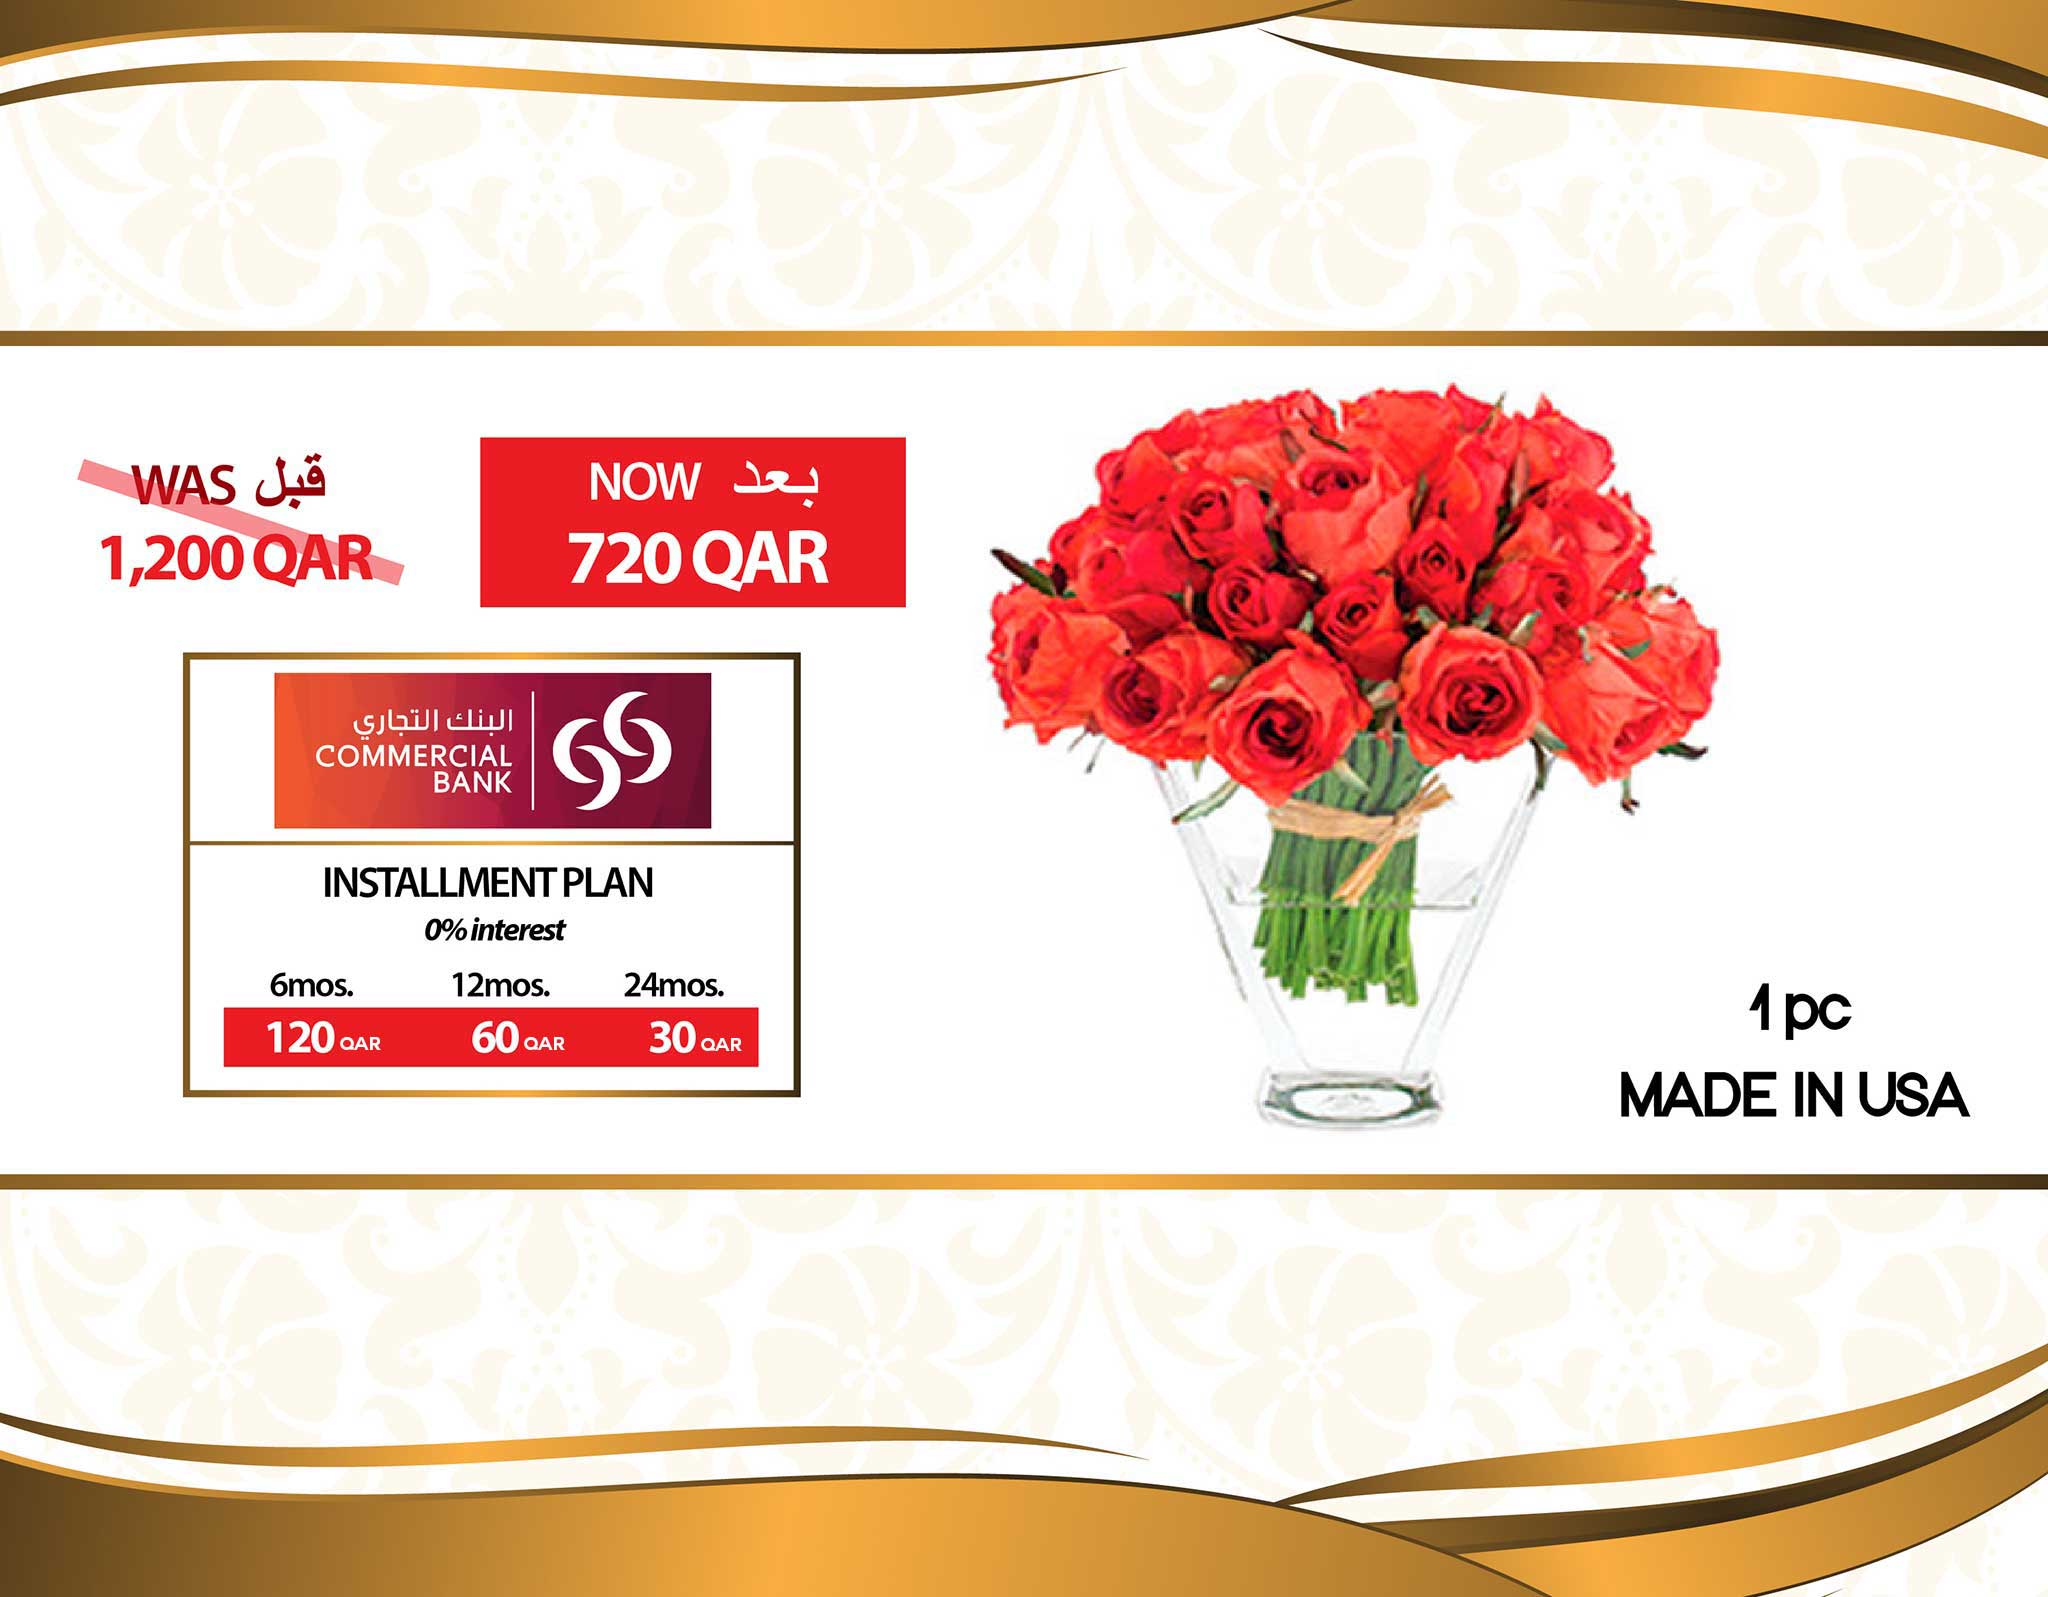 WAS قبل
1,200 QAR
NOW بعد
720 QAR
البنك التجاري
COMMERCIAL
BANK
INSTALLMENT PLAN
0% interest
6mos. 12mos. 24mos.
120 QAR 60 QAR 30 QAR
1 pc
MADE IN USA